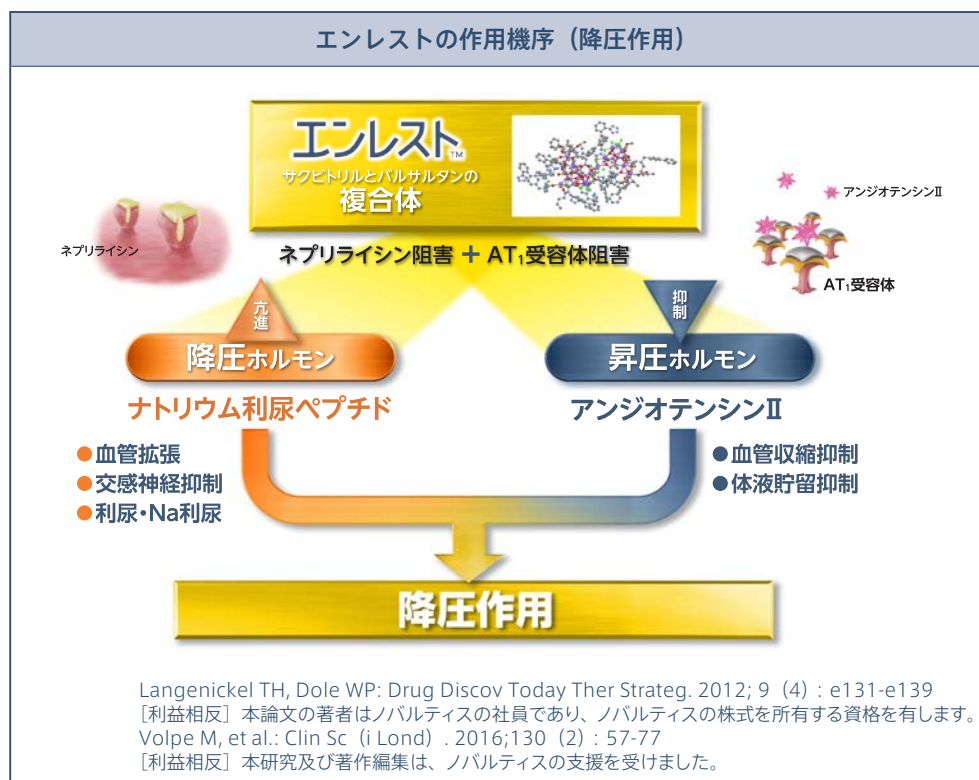 エンレストの作用機序（降圧作用）
エンレスト™
サクビトリルとバルサルタンの
複合体
アンジオテンシンⅡ
ネプリライシン
AT₁受容体
ネプリライシン阻害 + AT₁受容体阻害
亢進
抑制
降圧ホルモン
昇圧ホルモン
ナトリウム利尿ペプチド
アンジオテンシンⅡ
●血管拡張
●交感神経抑制
●利尿・Na利尿
●血管収縮抑制
●体液貯留抑制
降圧作用
Langenickel TH, Dole WP: Drug Discov Today Ther Strateg. 2012; 9（4）: e131-e139
［利益相反］本論文の著者はノバルティスの社員であり、ノバルティスの株式を所有する資格を有します。
Volpe M, et al.: Clin Sc（i Lond）. 2016;130（2）: 57-77
［利益相反］本研究及び著作編集は、ノバルティスの支援を受けました。